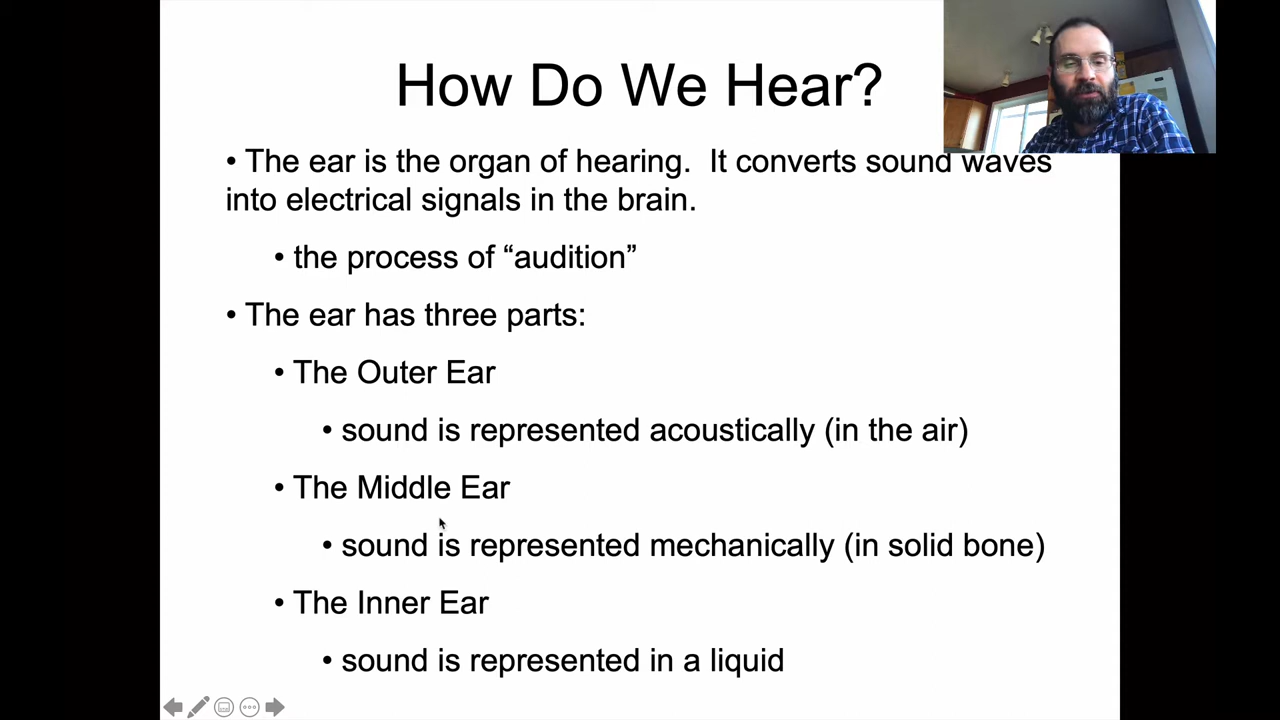 How Do We Hear?
• The ear is the organ of hearing.  It converts sound waves
into electrical signals in the brain.
• the process of “audition”
• The ear has three parts:
• The Outer Ear
• sound is represented acoustically (in the air)
• The Middle Ear
• sound is represented mechanically (in solid bone)
• The Inner Ear
• sound is represented in a liquid